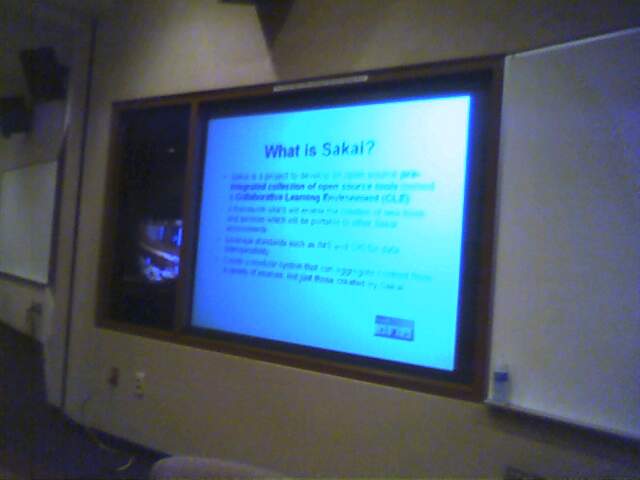 What is Sakai?
Sakai is a project to develop an open source pre-
integrated collection of open source tools
a Collaborative Learning Environment (CLE)
A framework which will enable the creation of new tools
and services which will be portable to other Sakai
environments
standards such as IMS and OKI for data
interoperability
Create a modular system that can aggregate content from
a variety of sources, not just those created by Sakai